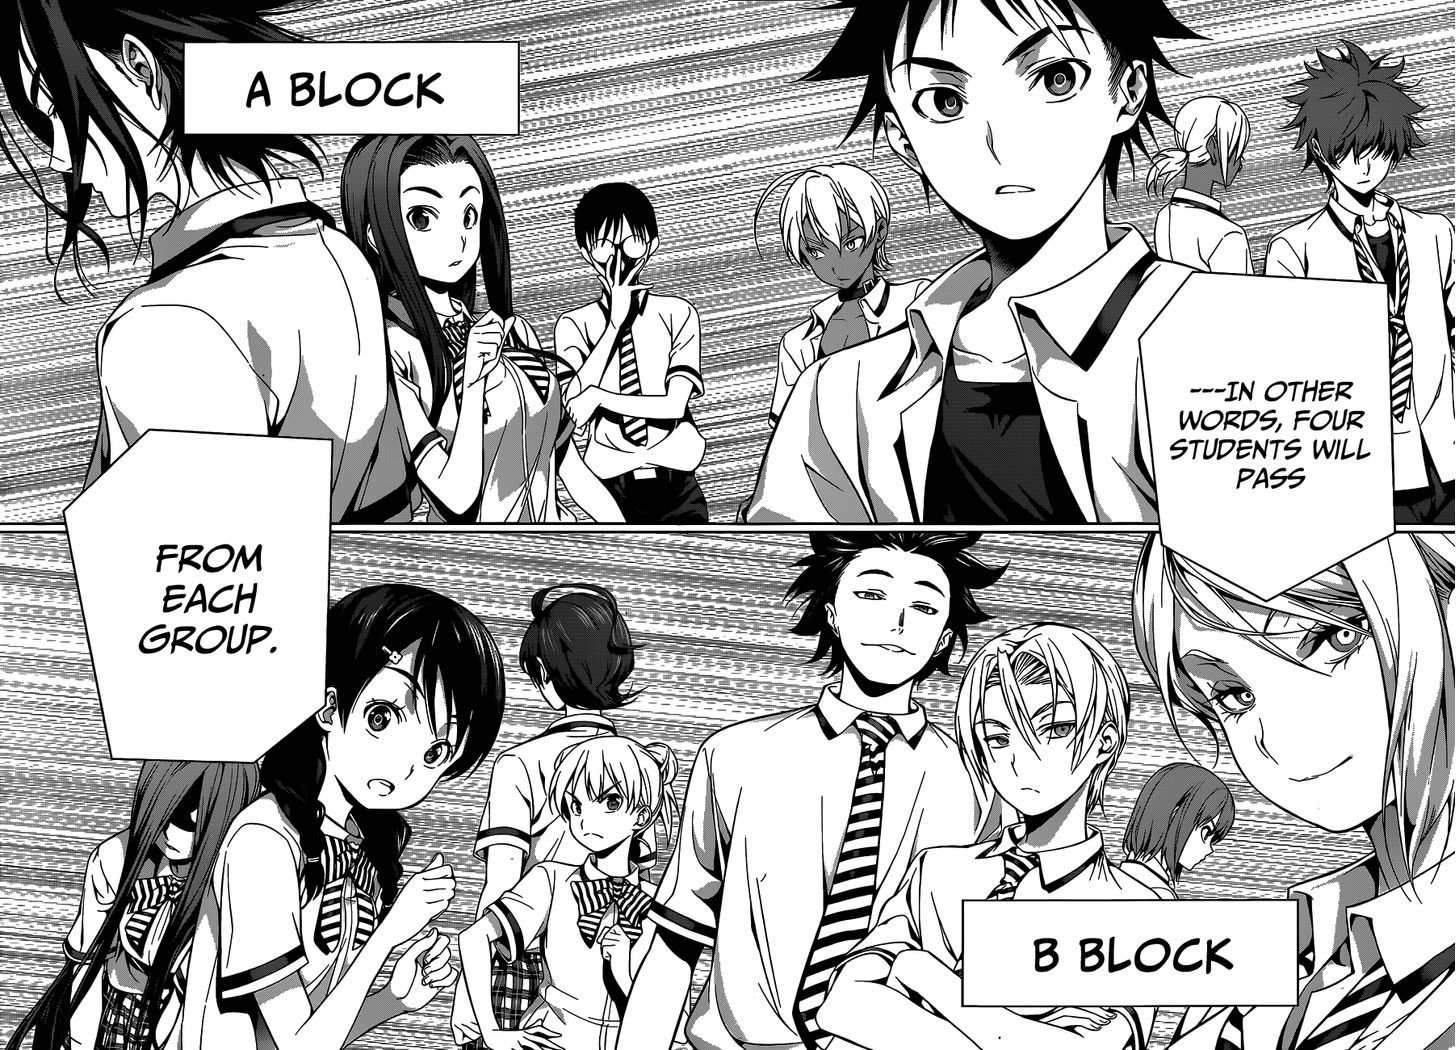 A BLOCK
---IN OTHER
WORDS, FOUR
STUDENTS WILL
PASS
FROM
EACH
GROUP.
B BLOCK